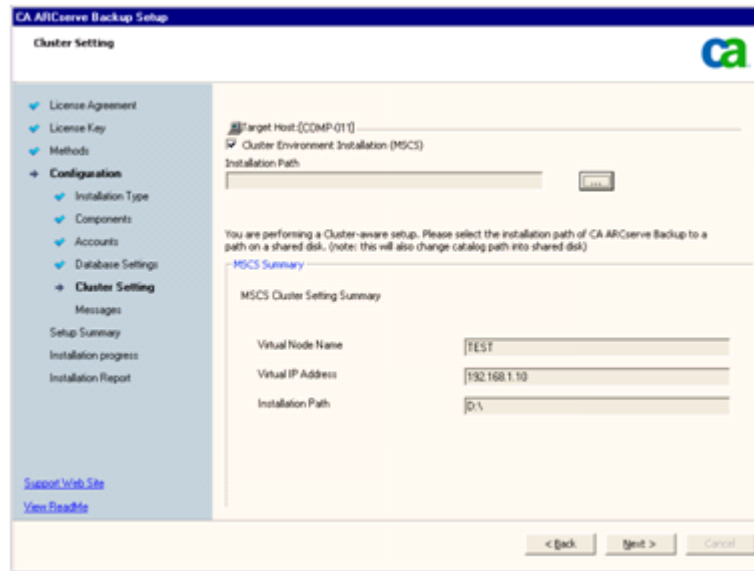 CA ARCserve Backup Setup
Cluster Setting
ca
License Agreement
License Key
Methods
Configuration
Installation Type
Components
Accounts
Database Settings
Cluster Setting
Messages
Setup Summary
Installation progress
Installation Report
Support Web Site
View ReadMe
Target Host:[COMP-011]
Cluster Environment Installation (MSCS)
Installation Path
...
You are performing a Cluster-aware setup. Please select the installation path of CA ARCserve Backup to a
path on a shared disk. (note: this will also change catalog path into shared disk)
MSCS Summary
MSCS Cluster Setting Summary
Virtual Node Name
TEST
Virtual IP Address
192.168.1.10
Installation Path
D:\
< Back
Next >
Cancel